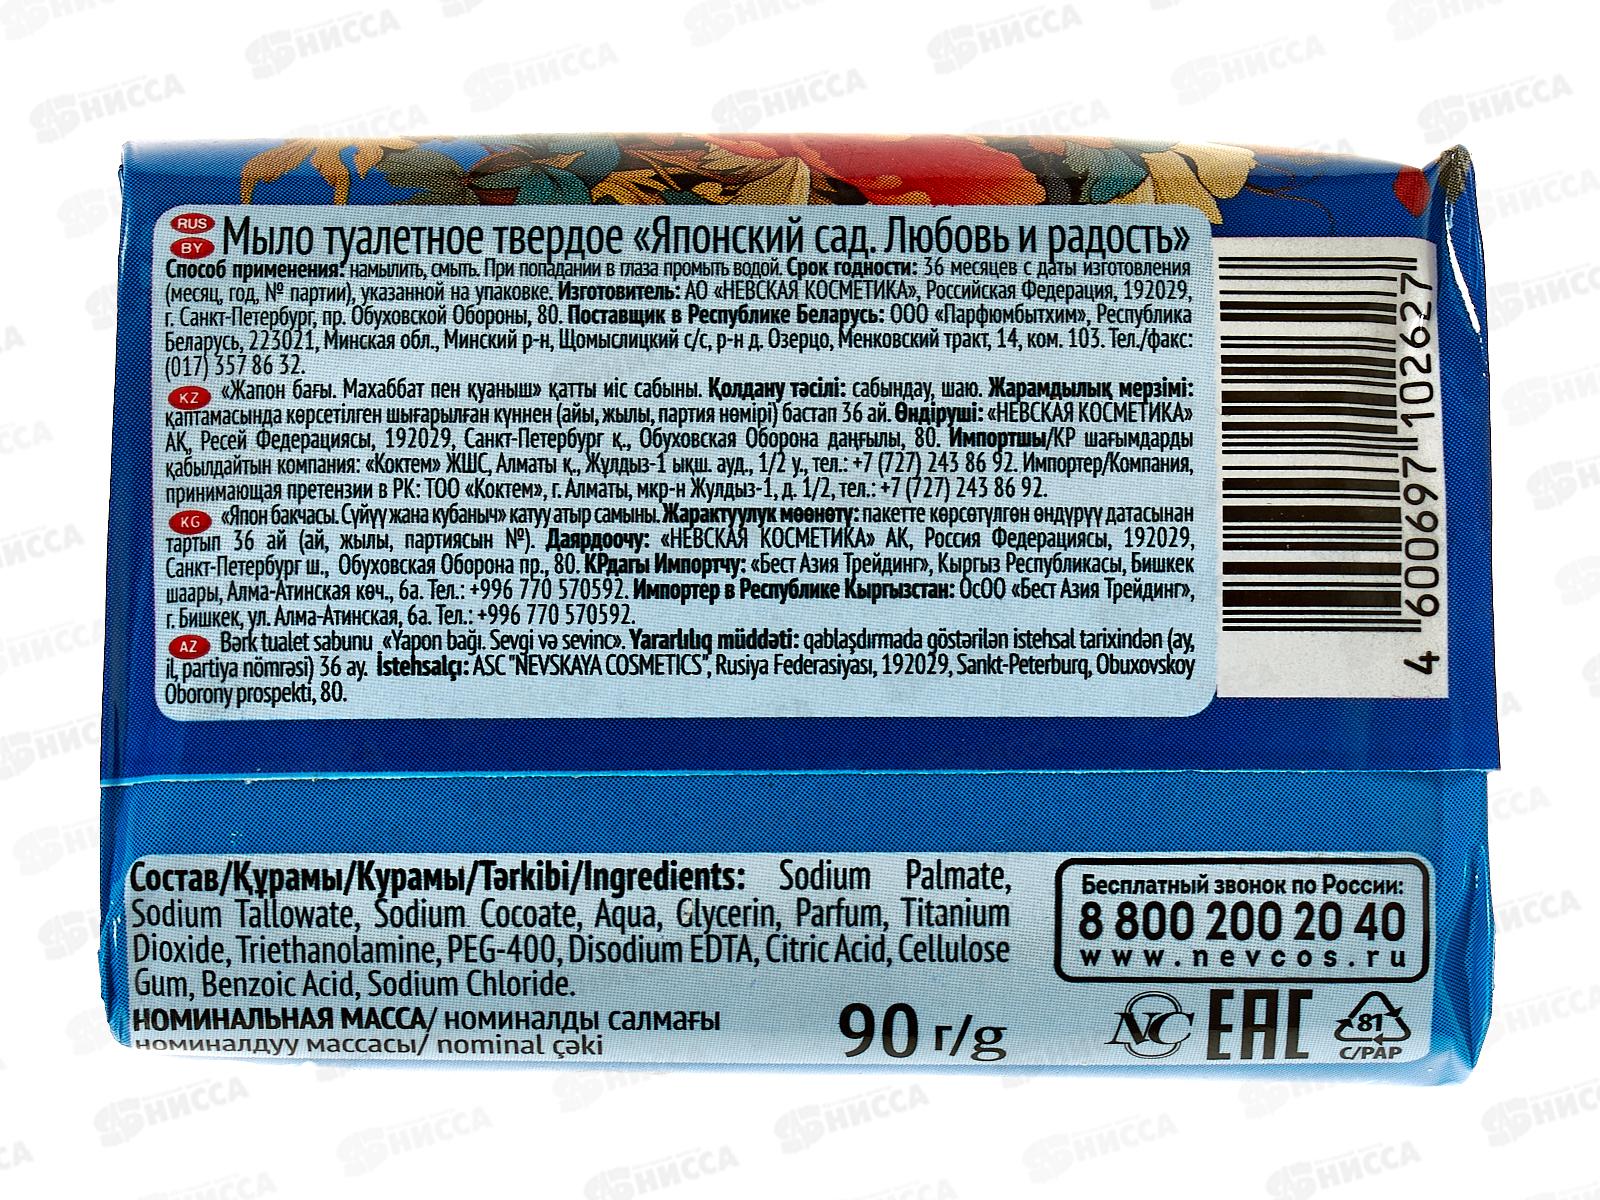 RUS
BY
Мыло туалетное твердое «Японский сад. Любовь и радость»
Способ применения: намылить, смыть. При попадании в глаза промыть водой. Срок годности: 36 месяцев с даты изготовления
(месяц, год, № партии), указанной на упаковке. Изготовитель: АО «НЕВСКАЯ КОСМЕТИКА», Российская Федерация, 192029,
г. Санкт-Петербург, пр. Обуховской Обороны, 80. Поставщик в Республике Беларусь: ООО «Парфюмбытхим», Республика
Беларусь, 223021, Минская обл., Минский р-н, Щомыслицкий с/с, р-н д. Озерцо, Менковский тракт, 14, ком. 103. Тел./факс:
(017) 357 86 32.
KZ «Жапон бағы. Махаббат пен қуаныш» қатты иіс сабыны. Қолдану тәсілі: сабындау, шаю. Жарамдылық мерзімі:
қаптамасында көрсетілген шығарылған күннен (айы, жылы, партия нөмірі) бастап 36 ай. Өндіруші: «НЕВСКАЯ КОСМЕТИКА»
АҚ, Ресей Федерациясы, 192029, Санкт-Петербург қ., Обуховская Оборона даңғылы, 80. Импортшы/ҚР шағымдарды
қабылдайтын компания: «Коктем» ЖШС, Алматы қ., Жұлдыз-1 ықш. ауд., 1/2 у., тел.: +7 (727) 243 86 92. Импортер/Компания,
принимающая претензии в РК: ТОО «Коктем», г. Алматы, мкр-н Жулдыз-1, д. 1/2, тел.: +7 (727) 243 86 92.
KG «Япон бакчасы. Сүйүү жана кубаныч» катуу атыр самыны. Жарактуулук мөөнөтү: пакетте көрсөтүлгөн өндүрүү датасынан
тартып 36 ай (ай, жылы, партиясын №). Даярдоочу: «НЕВСКАЯ КОСМЕТИКА» АК, Россия Федерациясы, 192029,
Санкт-Петербург ш., Обуховская Оборона пр., 80. КРдагы Импортчу: «Бест Азия Трейдинг», Кыргыз Республикасы, Бишкек
шаары, Алма-Атинская көч., 6а. Тел.: +996 770 570592. Импортер в Республике Кыргызстан: ОсОО «Бест Азия Трейдинг»,
г. Бишкек, ул. Алма-Атинская, 6а. Тел.: +996 770 570592.
AZ Bərk tualet sabunu «Yapon bağı. Sevgi və sevinc». Yararlılıq müddəti: qablaşdırmada göstərilən istehsal tarixindən (ay,
il, partiya nömrəsi) 36 ay. İstehsalçı: ASC "NEVSKAYA COSMETICS", Rusiya Federasiyası, 192029, Sankt-Peterburq, Obuxovskoy
Oborony prospekti, 80.
4 600697 102627
Состав/Құрамы/Курамы/Tərkibi/Ingredients: Sodium Palmate,
Sodium Tallowate, Sodium Cocoate, Aqua, Glycerin, Parfum, Titanium
Dioxide, Triethanolamine, PEG-400, Disodium EDTA, Citric Acid, Cellulose
Gum, Benzoic Acid, Sodium Chloride.
НОМИНАЛЬНАЯ МАССА/ номиналды салмағы
номиналдуу массасы/ nominal çəki
90 г/g
Бесплатный звонок по России:
8 800 200 20 40
www.nevcos.ru
НС
EAC
81
C/PAP
НИССА